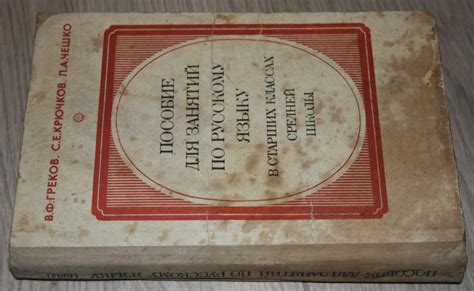 В.Ф.ГРЕКОВ, С.Е.КРЮЧКОВ, Л.А.ЧЕШКО
ПОСОБИЕ
ДЛЯ ЗАНЯТИЙ
ПО РУССКОМУ
ЯЗЫКУ
В СТАРШИХ КЛАССАХ
СРЕДНЕЙ
ШКОЛЫ
ПОСОБИЕ ДЛЯ ЗАНЯТИЙ ПО РУССКОМУ ЯЗЫКУ